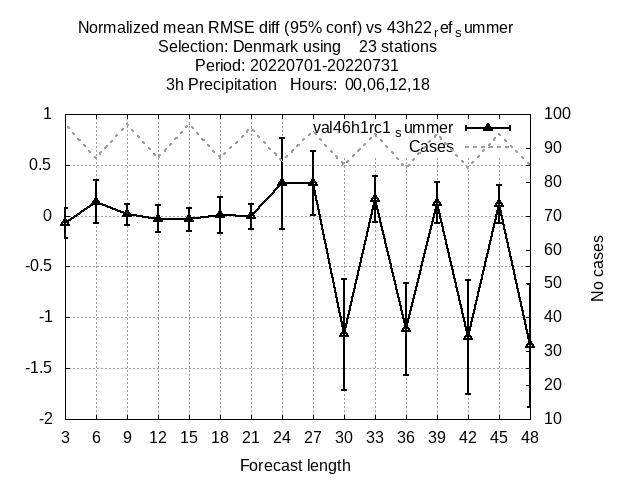 Normalized mean RMSE diff (95% conf) vs 43h22refsummer
Selection: Denmark using    23 stations
Period: 20220701-20220731
3h Precipitation   Hours:  00,06,12,18
val46h1rc1summer
Cases
1
0.5
0
-0.5
-1
-1.5
-2
100
90
80
70
60
50
40
30
20
10
No cases
3 6 9 12 15 18 21 24 27 30 33 36 39 42 45 48
Forecast length